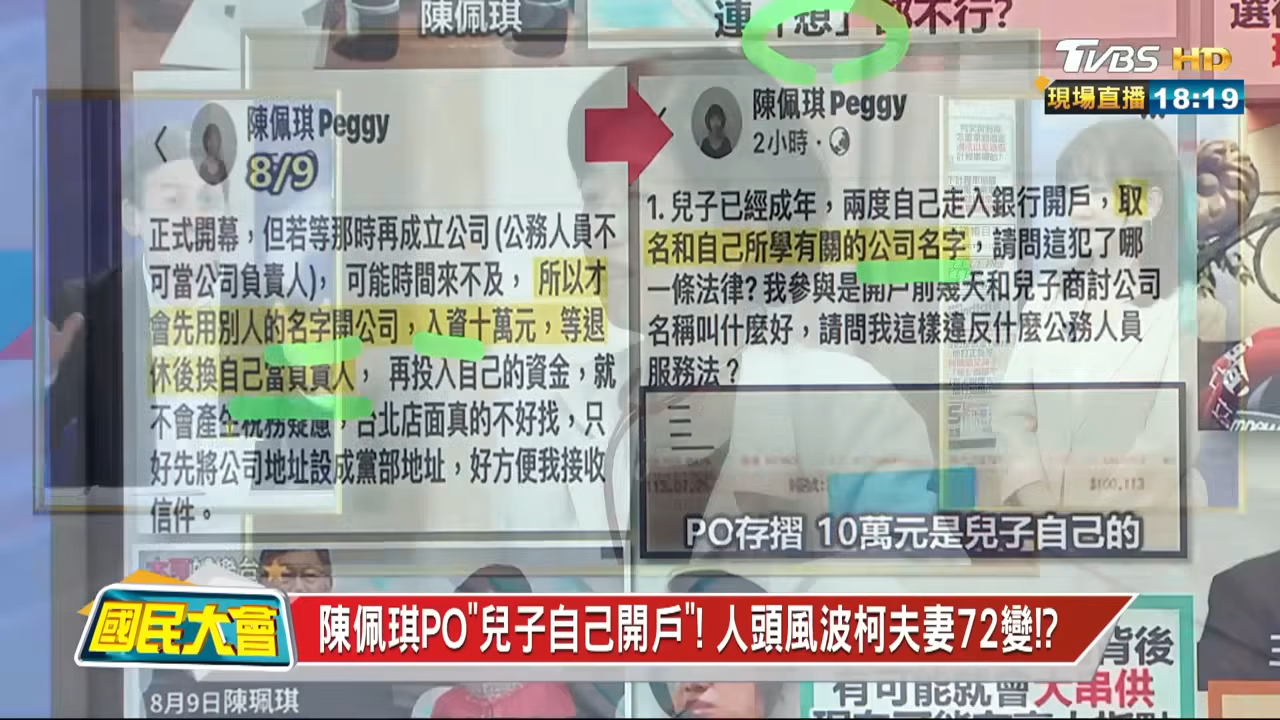 陳佩琪
連「想」都不行?
TVBS HD
現場直播 18:19
陳佩琪Peggy
8/9
正式開幕，但若等那時再成立公司(公務人員不
可當公司負責人)， 可能時間來不及， 所以才
會先用別人的名字開公司，入資十萬元，等退
休後換自己當負責人， 再投入自己的資金，就
不會產生稅務疑慮，台北店面真的不好找，只
好先將公司地址設成黨部地址，好方便我接收
信件。
陳佩琪Peggy
2小時·
1. 兒子已經成年，兩度自己走入銀行開戶，取
名和自己所學有關的公司名字，請問這犯了哪
一條法律? 我參與是開戶前幾天和兒子商討公司
名稱叫什麼好，請問我這樣違反什麼公務人員
服務法？
PO存摺 10萬元是兒子自己的
國民大會
陳佩琪PO"兒子自己開戶"! 人頭風波柯夫妻72變!?
8月9日陳珮琪
背後
有可能就會大串供